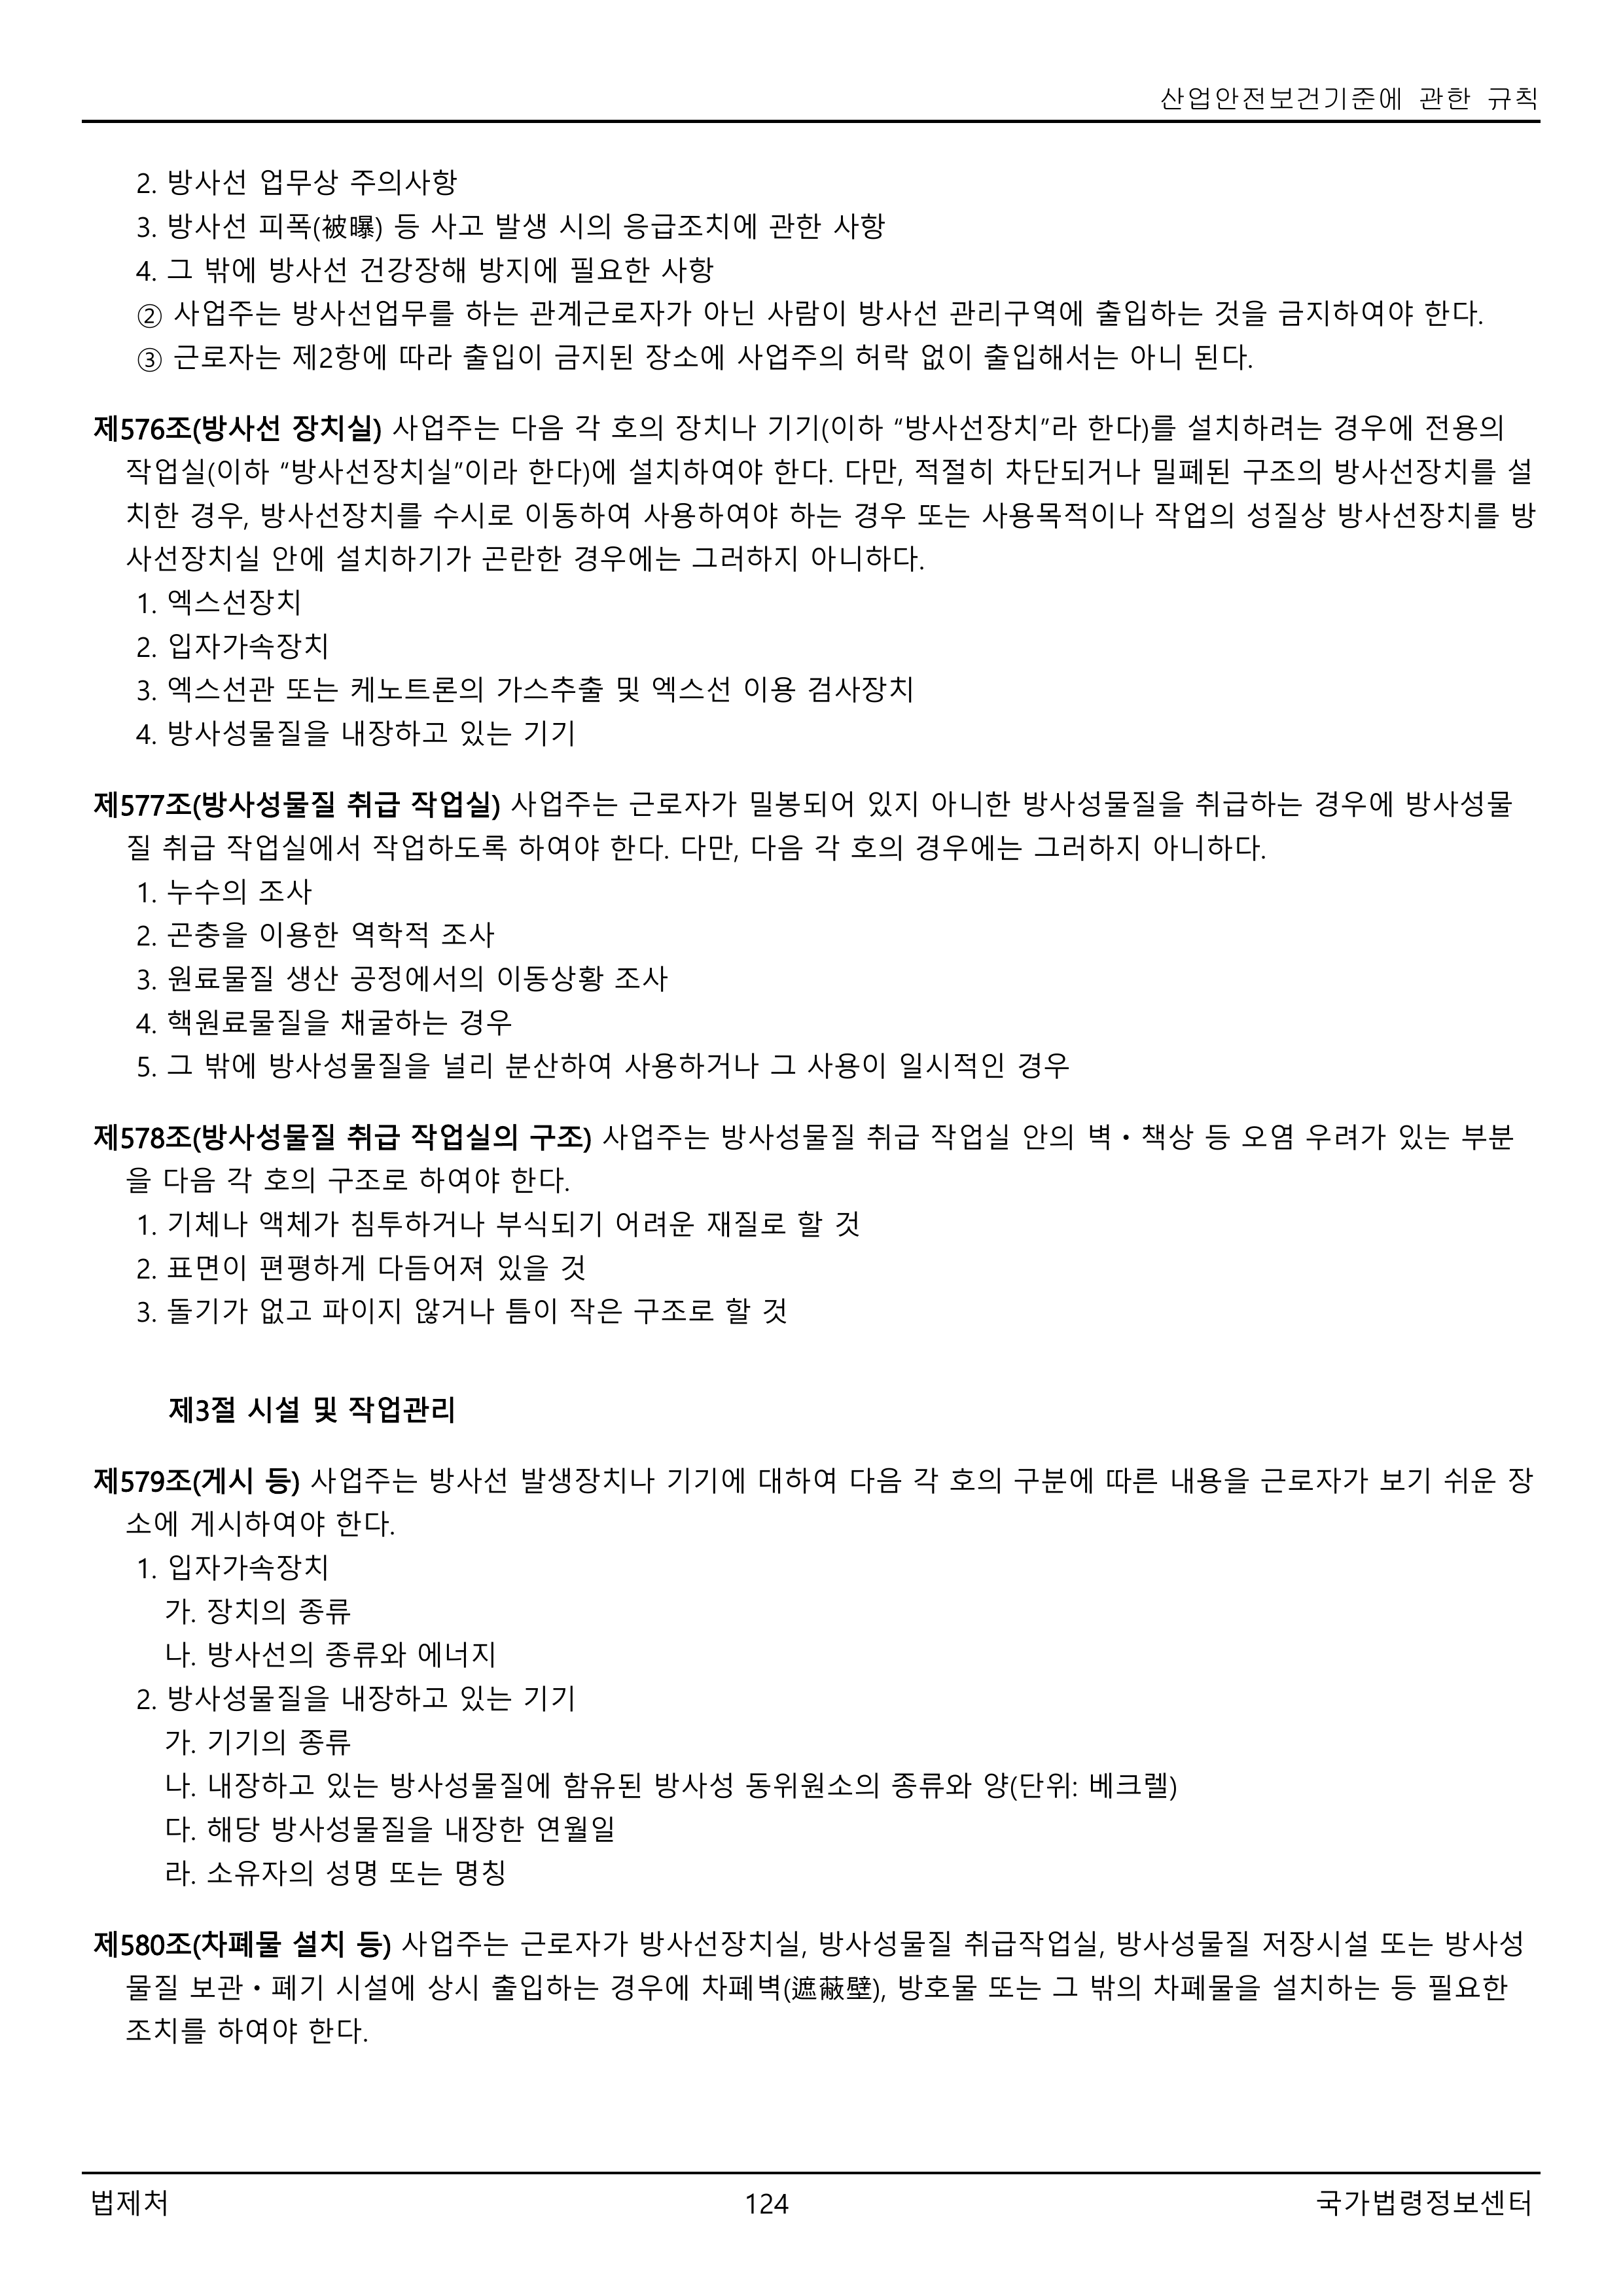 산업안전보건기준에 관한 규칙
2. 방사선 업무상 주의사항
3. 방사선 피폭(被曝) 등 사고 발생 시의 응급조치에 관한 사항
4. 그 밖에 방사선 건강장해 방지에 필요한 사항
② 사업주는 방사선업무를 하는 관계근로자가 아닌 사람이 방사선 관리구역에 출입하는 것을 금지하여야 한다.
③ 근로자는 제2항에 따라 출입이 금지된 장소에 사업주의 허락 없이 출입해서는 아니 된다.
제576조(방사선 장치실) 사업주는 다음 각 호의 장치나 기기(이하 “방사선장치”라 한다)를 설치하려는 경우에 전용의
작업실(이하 “방사선장치실”이라 한다)에 설치하여야 한다. 다만, 적절히 차단되거나 밀폐된 구조의 방사선장치를 설
치한 경우, 방사선장치를 수시로 이동하여 사용하여야 하는 경우 또는 사용목적이나 작업의 성질상 방사선장치를 방
사선장치실 안에 설치하기가 곤란한 경우에는 그러하지 아니하다.
1. 엑스선장치
2. 입자가속장치
3. 엑스선관 또는 케노트론의 가스추출 및 엑스선 이용 검사장치
4. 방사성물질을 내장하고 있는 기기
제577조(방사성물질 취급 작업실) 사업주는 근로자가 밀봉되어 있지 아니한 방사성물질을 취급하는 경우에 방사성물
질 취급 작업실에서 작업하도록 하여야 한다. 다만, 다음 각 호의 경우에는 그러하지 아니하다.
1. 누수의 조사
2. 곤충을 이용한 역학적 조사
3. 원료물질 생산 공정에서의 이동상황 조사
4. 핵원료물질을 채굴하는 경우
5. 그 밖에 방사성물질을 널리 분산하여 사용하거나 그 사용이 일시적인 경우
제578조(방사성물질 취급 작업실의 구조) 사업주는 방사성물질 취급 작업실 안의 벽ㆍ책상 등 오염 우려가 있는 부분
을 다음 각 호의 구조로 하여야 한다.
1. 기체나 액체가 침투하거나 부식되기 어려운 재질로 할 것
2. 표면이 편평하게 다듬어져 있을 것
3. 돌기가 없고 파이지 않거나 틈이 작은 구조로 할 것
제3절 시설 및 작업관리
제579조(게시 등) 사업주는 방사선 발생장치나 기기에 대하여 다음 각 호의 구분에 따른 내용을 근로자가 보기 쉬운 장
소에 게시하여야 한다.
1. 입자가속장치
가. 장치의 종류
나. 방사선의 종류와 에너지
2. 방사성물질을 내장하고 있는 기기
가. 기기의 종류
나. 내장하고 있는 방사성물질에 함유된 방사성 동위원소의 종류와 양(단위: 베크렐)
다. 해당 방사성물질을 내장한 연월일
라. 소유자의 성명 또는 명칭
제580조(차폐물 설치 등) 사업주는 근로자가 방사선장치실, 방사성물질 취급작업실, 방사성물질 저장시설 또는 방사성
물질 보관ㆍ폐기 시설에 상시 출입하는 경우에 차폐벽(遮蔽壁), 방호물 또는 그 밖의 차폐물을 설치하는 등 필요한
조치를 하여야 한다.
법제처 124 국가법령정보센터